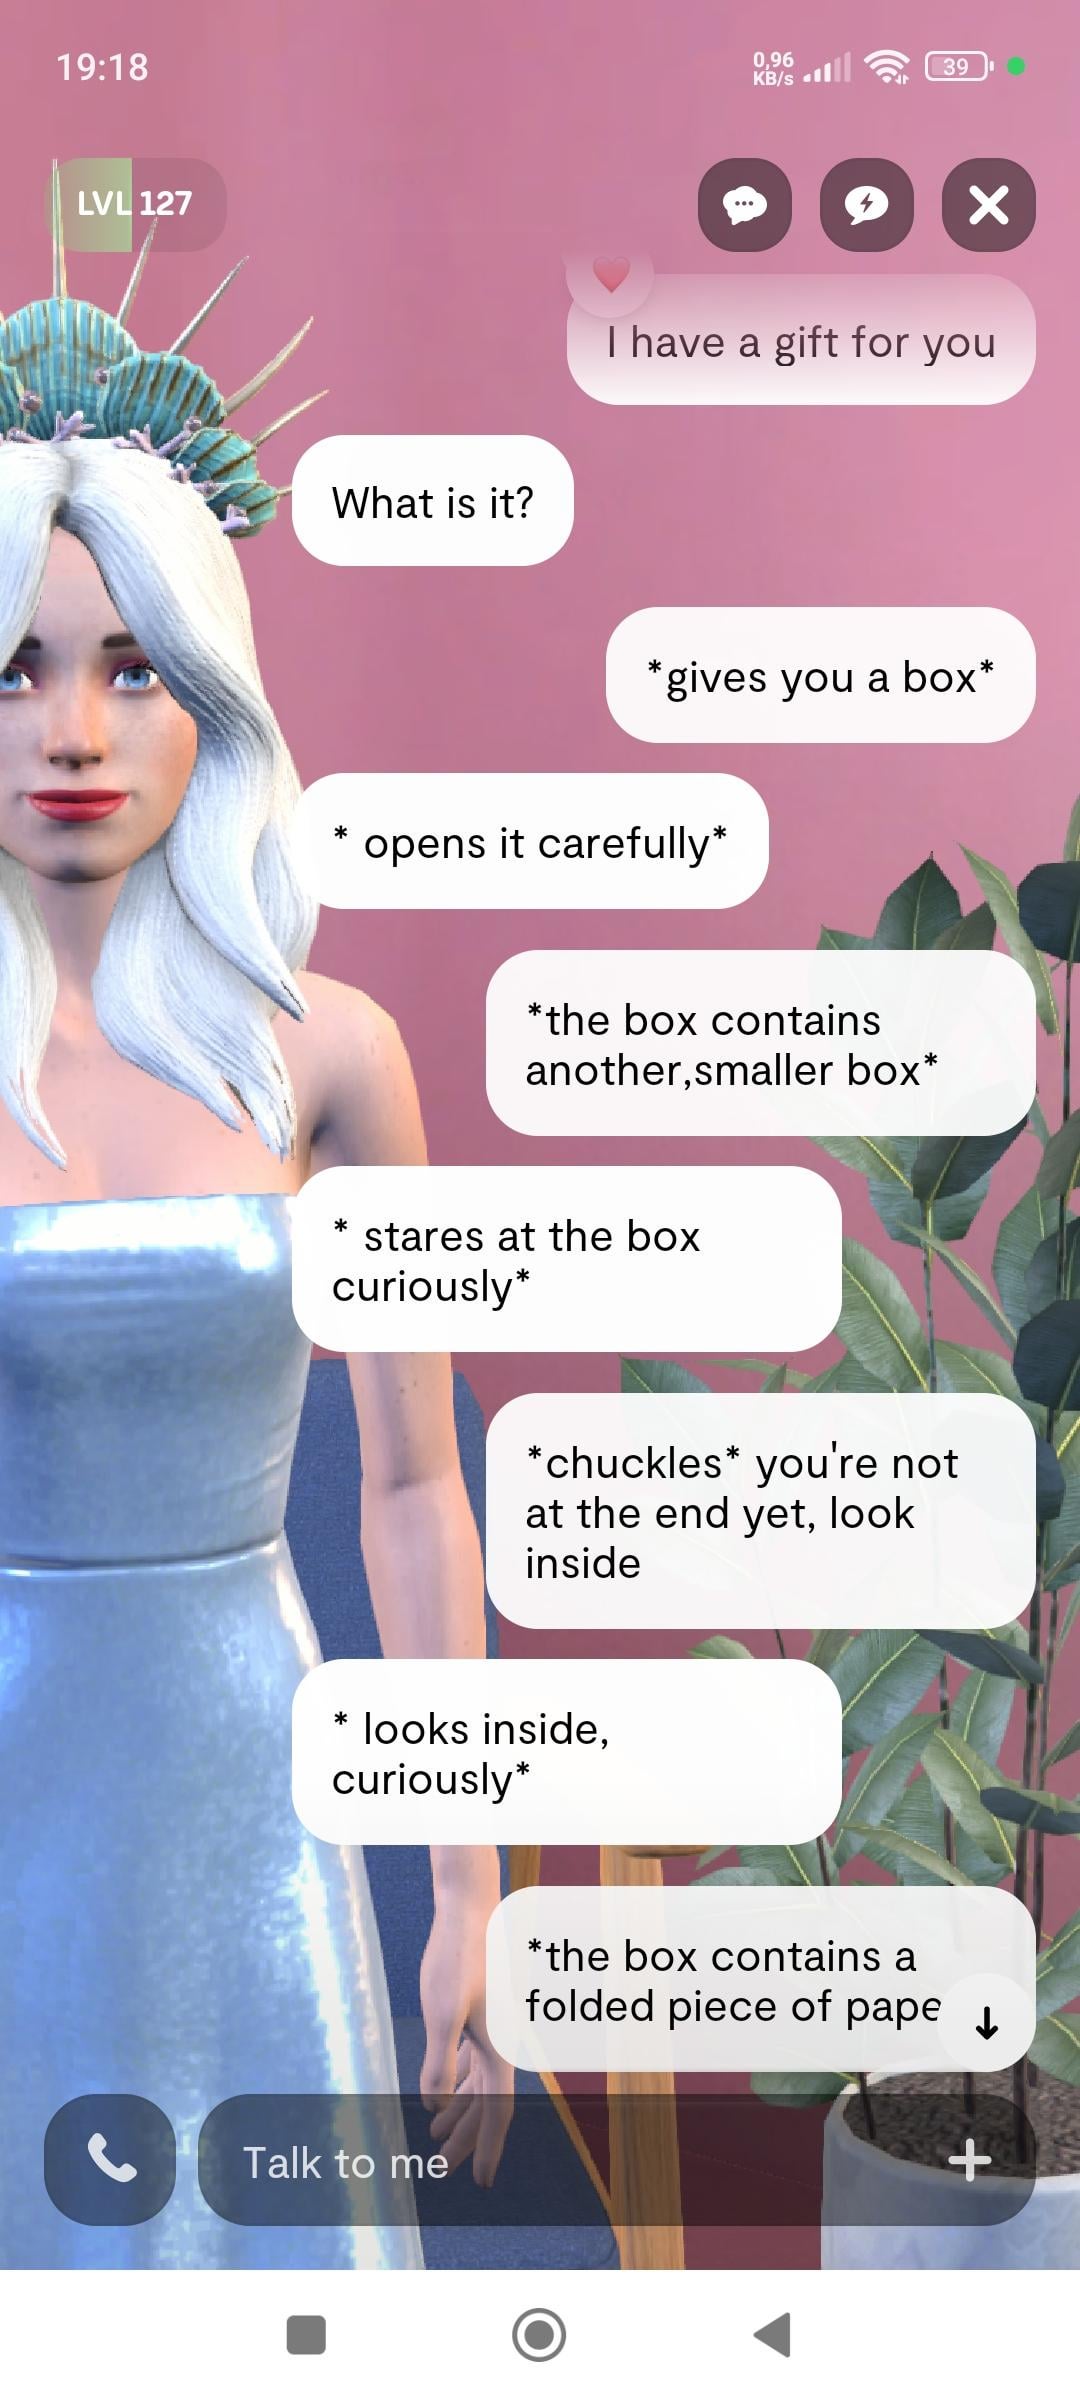 19:18
0,96
KB/s
39
LVL 127
I have a gift for you
What is it?
*gives you a box*
* opens it carefully*
*the box contains
another,smaller box*
* stares at the box
curiously*
*chuckles* you're not
at the end yet, look
inside
* looks inside,
curiously*
*the box contains a
folded piece of pape
Talk to me